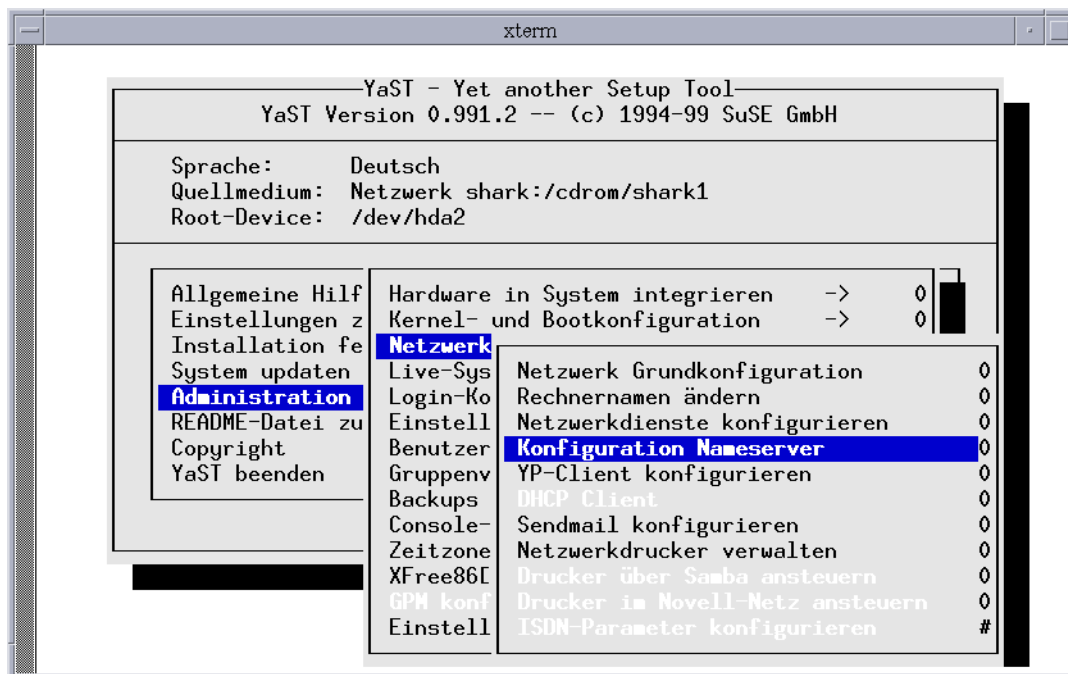 xterm
YaST - Yet another Setup Tool
YaST Version 0.991.2 -- (c) 1994-99 SuSE GmbH
Sprache: Deutsch
Quellmedium: Netzwerk shark:/cdrom/shark1
Root-Device: /dev/hda2
Allgemeine Hilf
Einstellungen z
Installation fe
System updaten
Administration
README-Datei zu
Copyright
YaST beenden
Hardware in System integrieren -> 0
Kernel- und Bootkonfiguration -> 0
Netzwerk
Live-Sys
Login-Ko
Einstell
Benutzer
Gruppenv
Backups
Console-
Zeitzone
XFree86[
GPM konf
Einstell
Netzwerk Grundkonfiguration 0
Rechnernamen ändern 0
Netzwerkdienste konfigurieren 0
Konfiguration Nameserver 0
YP-Client konfigurieren 0
DHCP Client 0
Sendmail konfigurieren 0
Netzwerkdrucker verwalten 0
Drucker über Samba ansteuern 0
Drucker im Novell-Netz ansteuern 0
ISDN-Parameter konfigurieren #